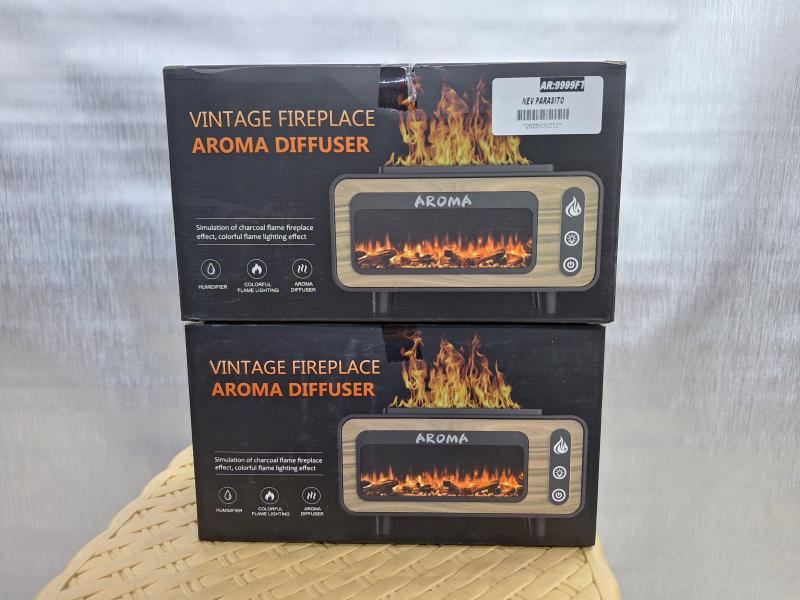 VINTAGE FIREPLACE
AROMA DIFFUSER
AR:9999FT
NEV PARASITO
AROMA
Simulation of charcoal flame fireplace
effect, colorful flame lighting effect
HUMIDIFIER
COLORFUL
FLAME LIGHTING
AROMA
DIFFUSER
VINTAGE FIREPLACE
AROMA DIFFUSER
AROMA
Simulation of charcoal flame fireplace
effect, colorful flame lighting effect
HUMIDIFIER
COLORFUL
FLAME LIGHTING
AROMA
DIFFUSER